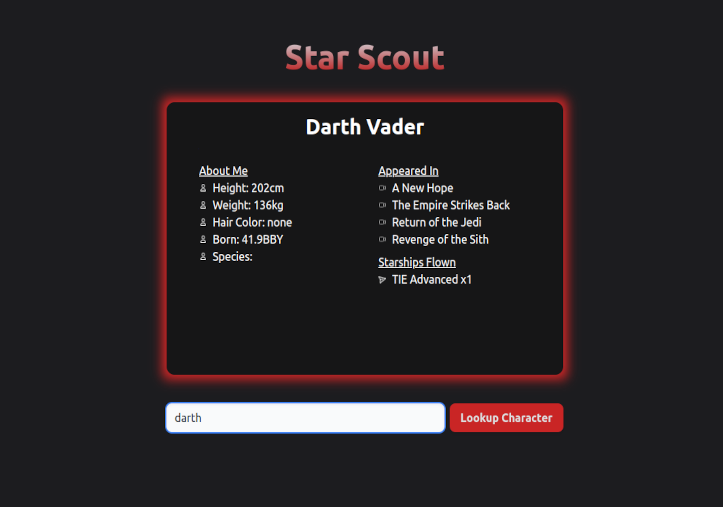 Star Scout
Darth Vader
About Me
Height: 202cm
Weight: 136kg
Hair Color: none
Born: 41.9BBY
Species:
Appeared In
A New Hope
The Empire Strikes Back
Return of the Jedi
Revenge of the Sith
Starships Flown
TIE Advanced x1
darth
Lookup Character